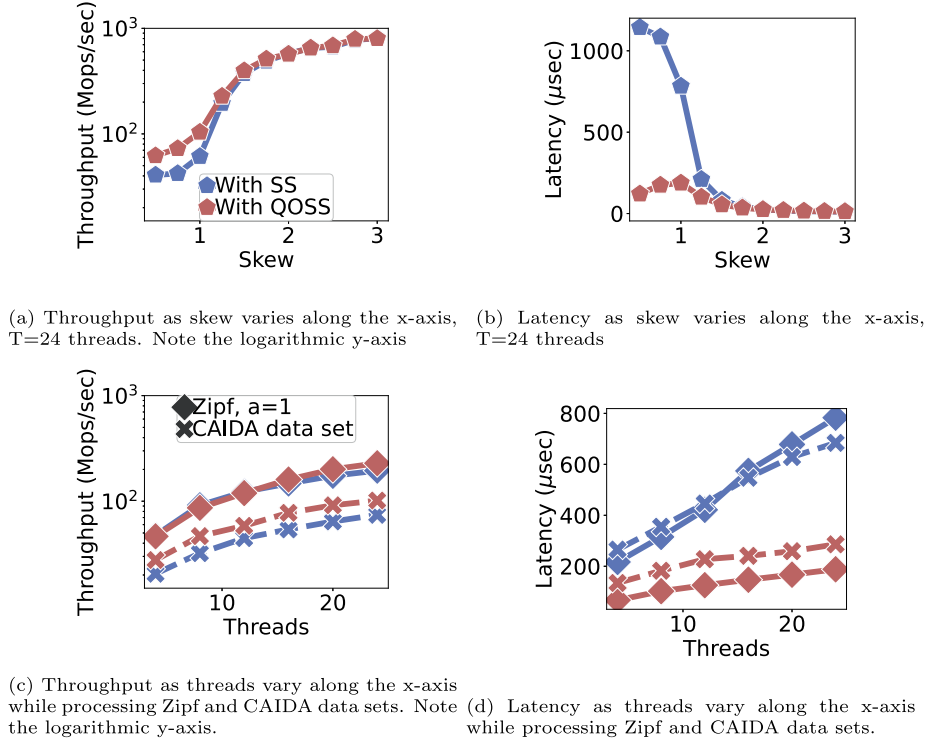 10³
10²
Throughput (Mops/sec)
With SS
With QOSS
1 2 3
Skew
1000
500
0
Latency (μsec)
1 2 3
Skew
(a) Throughput as skew varies along the x-axis,
T=24 threads. Note the logarithmic y-axis
(b) Latency as skew varies along the x-axis,
T=24 threads
10³
10²
Throughput (Mops/sec)
Zipf, a=1
CAIDA data set
10 20
Threads
800
600
400
200
Latency (μsec)
10 20
Threads
(c) Throughput as threads vary along the x-axis
while processing Zipf and CAIDA data sets. Note
the logarithmic y-axis.
(d) Latency as threads vary along the x-axis
while processing Zipf and CAIDA data sets.